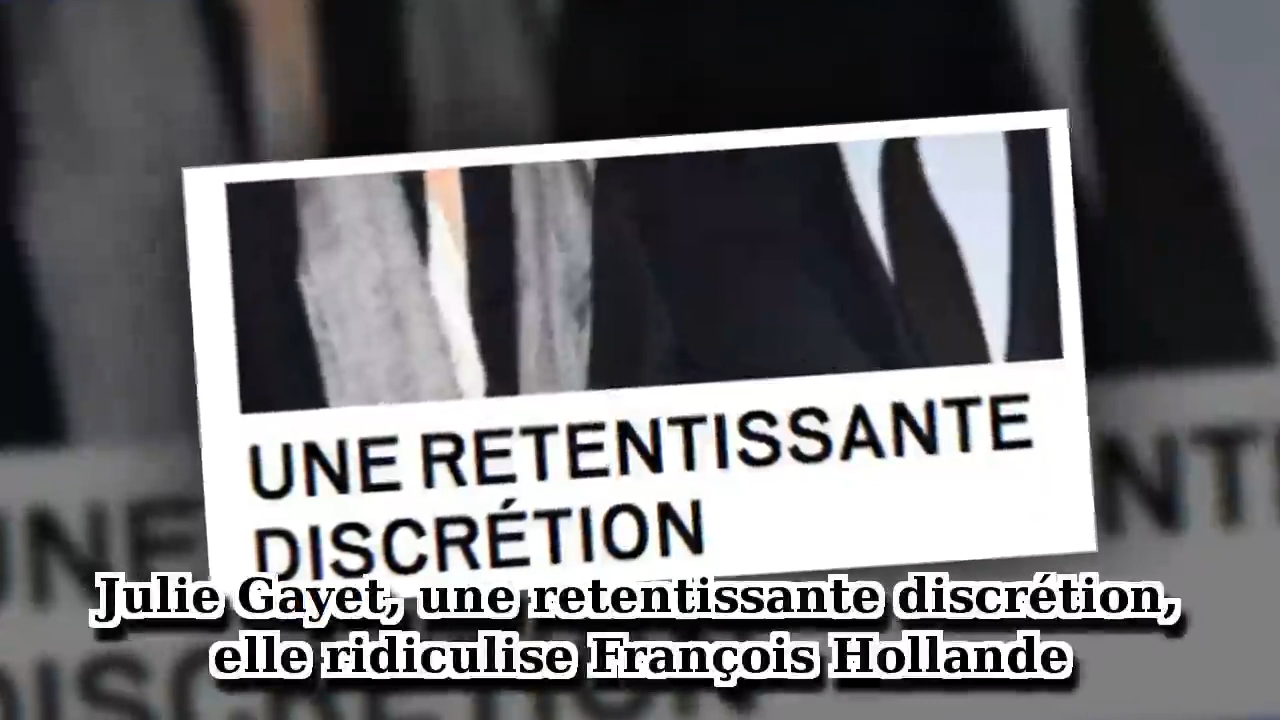 UNE RETENTISSANTE
DISCRÉTION
Julie Gayet, une retentissante discrétion,
elle ridiculise François Hollande